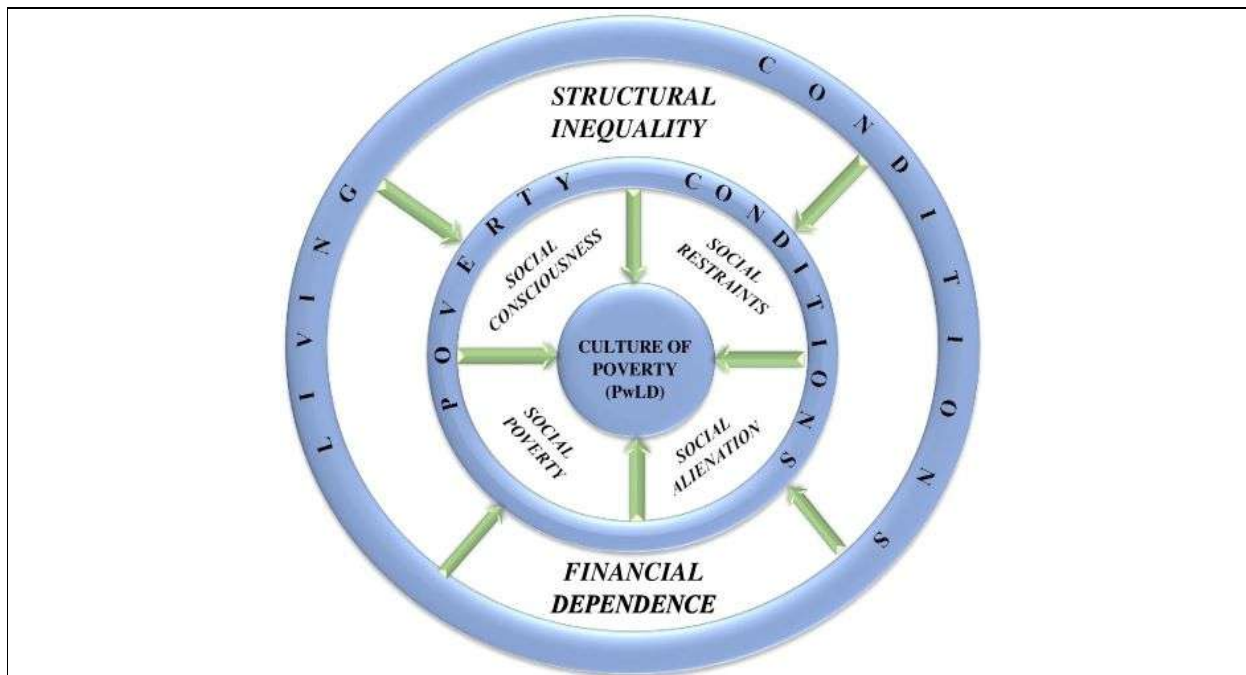 LIVING CONDITIONS
STRUCTURAL
INEQUALITY
POVERTY CONDITIONS
SOCIAL
CONSCIOUSNESS
SOCIAL
RESTRAINTS
CULTURE OF
POVERTY
(PwLD)
SOCIAL
POVERTY
SOCIAL
ALIENATION
FINANCIAL
DEPENDENCE